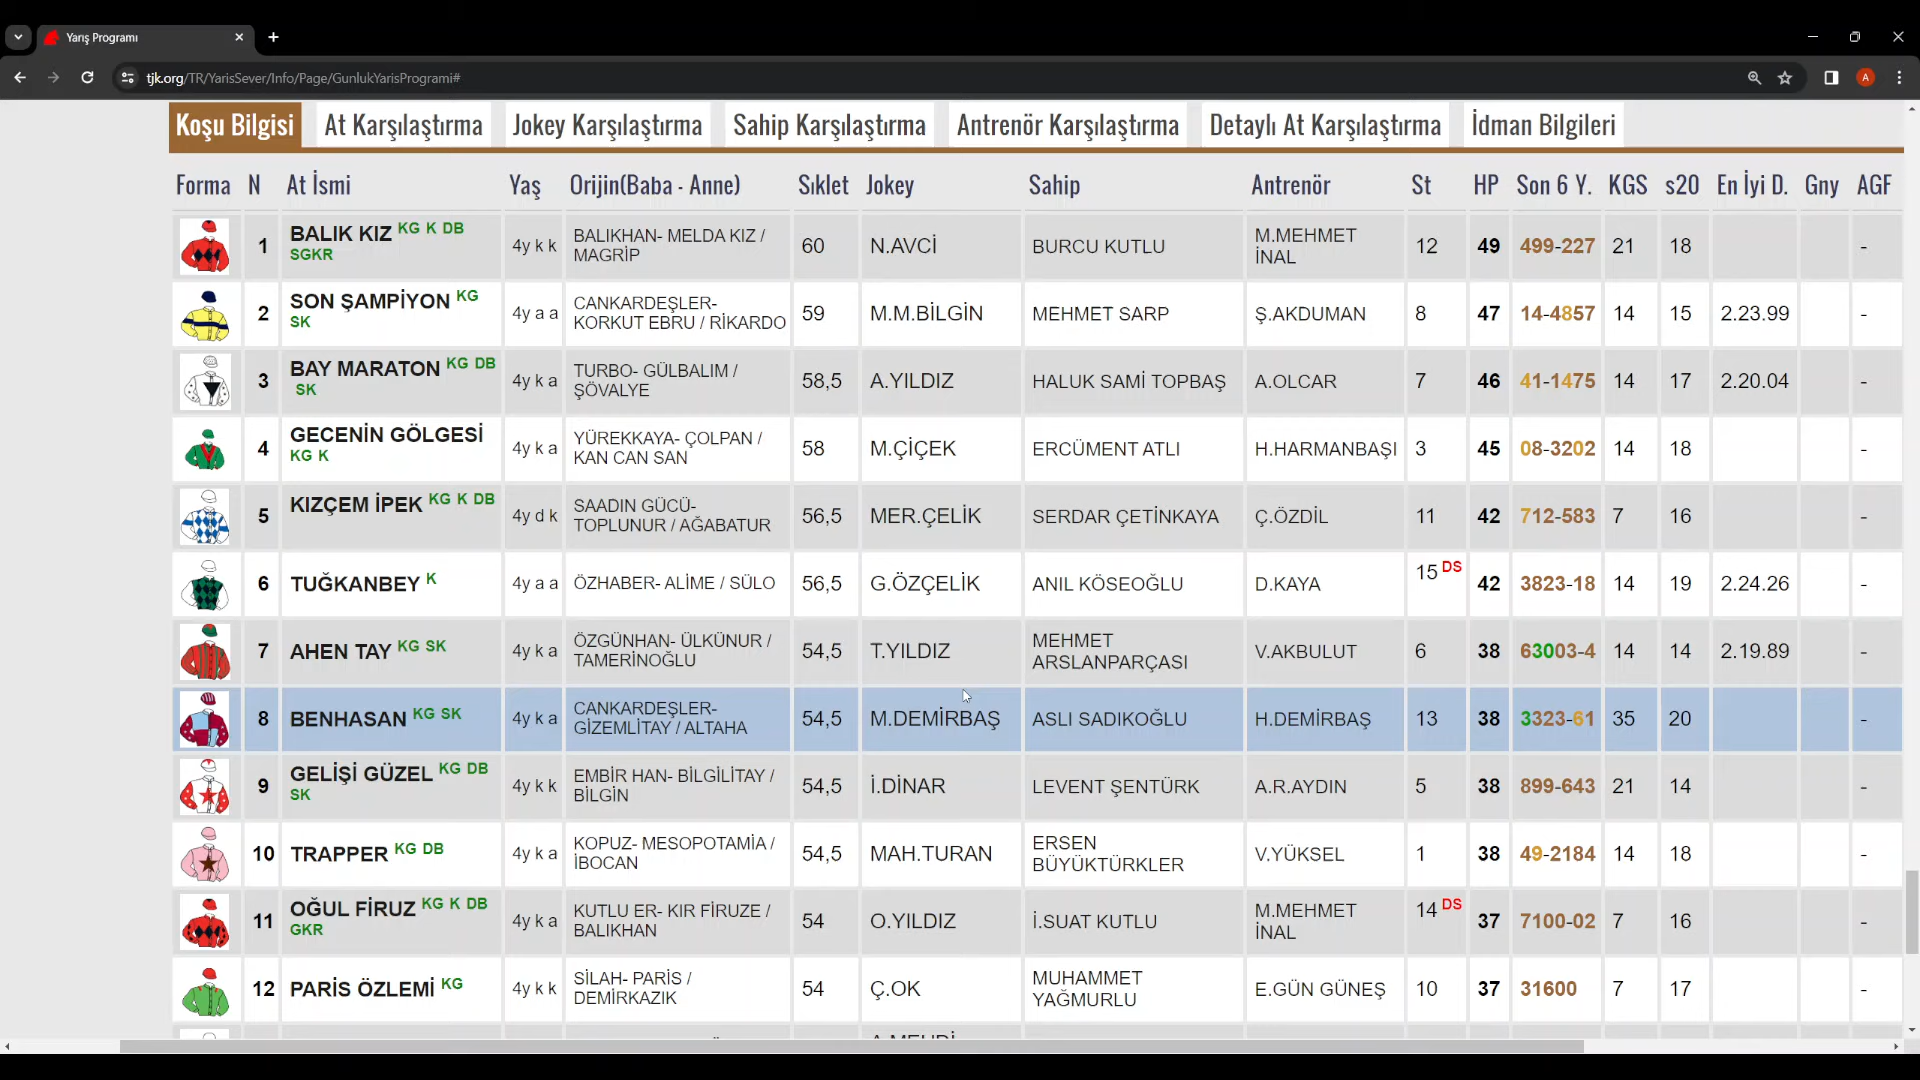 Yarış Programı
tjk.org/TR/YarisSever/Info/Page/GunlukYarisProgrami#
A
Koşu Bilgisi At Karşılaştırma Jokey Karşılaştırma Sahip Karşılaştırma Antrenör Karşılaştırma Detaylı At Karşılaştırma İdman Bilgileri
Forma N At İsmi Yaş Orijin(Baba - Anne) Sıklet Jokey Sahip Antrenör St HP Son 6 Y. KGS s20 En İyi D. Gny AGF
1 BALIK KIZ KG K DB SGKR 4y k k BALIKHAN- MELDA KIZ / MAGRİP 60 N.AVCİ BURCU KUTLU M.MEHMET İNAL 12 49 499-227 21 18 -
2 SON ŞAMPİYON KG SK 4y a a CANKARDEŞLER- KORKUT EBRU / RİKARDO 59 M.M.BİLGİN MEHMET SARP Ş.AKDUMAN 8 47 14-4857 14 15 2.23.99 -
3 BAY MARATON KG DB SK 4y k a TURBO- GÜLBALIM / ŞÖVALYE 58,5 A.YILDIZ HALUK SAMİ TOPBAŞ A.OLCAR 7 46 41-1475 14 17 2.20.04 -
4 GECENİN GÖLGESİ KG K 4y k a YÜREKKAYA- ÇOLPAN / KAN CAN SAN 58 M.ÇİÇEK ERCÜMENT ATLI H.HARMANBAŞI 3 45 08-3202 14 18 -
5 KIZÇEM İPEK KG K DB 4y d k SAADIN GÜCÜ- TOPLUNUR / AĞABATUR 56,5 MER.ÇELİK SERDAR ÇETİNKAYA Ç.ÖZDİL 11 42 712-583 7 16 -
6 TUĞKANBEY K 4y a a ÖZHABER- ALİME / SÜLO 56,5 G.ÖZÇELİK ANIL KÖSEOĞLU D.KAYA 15 DS 42 3823-18 14 19 2.24.26 -
7 AHEN TAY KG SK 4y k a ÖZGÜNHAN- ÜLKÜNUR / TAMERİNOĞLU 54,5 T.YILDIZ MEHMET ARSLANPARÇASI V.AKBULUT 6 38 63003-4 14 14 2.19.89 -
8 BENHASAN KG SK 4y k a CANKARDEŞLER- GİZEMLİTAY / ALTAHA 54,5 M.DEMİRBAŞ ASLI SADIKOĞLU H.DEMİRBAŞ 13 38 3323-61 35 20 -
9 GELİŞİ GÜZEL KG DB SK 4y k k EMBİR HAN- BİLGİLİTAY / BİLGİN 54,5 İ.DİNAR LEVENT ŞENTÜRK A.R.AYDIN 5 38 899-643 21 14 -
10 TRAPPER KG DB 4y k a KOPUZ- MESOPOTAMİA / İBOCAN 54,5 MAH.TURAN ERSEN BÜYÜKTÜRKLER V.YÜKSEL 1 38 49-2184 14 18 -
11 OĞUL FİRUZ KG K DB GKR 4y k a KUTLU ER- KIR FİRUZE / BALIKHAN 54 O.YILDIZ İ.SUAT KUTLU M.MEHMET İNAL 14 DS 37 7100-02 7 16 -
12 PARİS ÖZLEMİ KG 4y k k SİLAH- PARİS / DEMİRKAZIK 54 Ç.OK MUHAMMET YAĞMURLU E.GÜN GÜNEŞ 10 37 31600 7 17 -